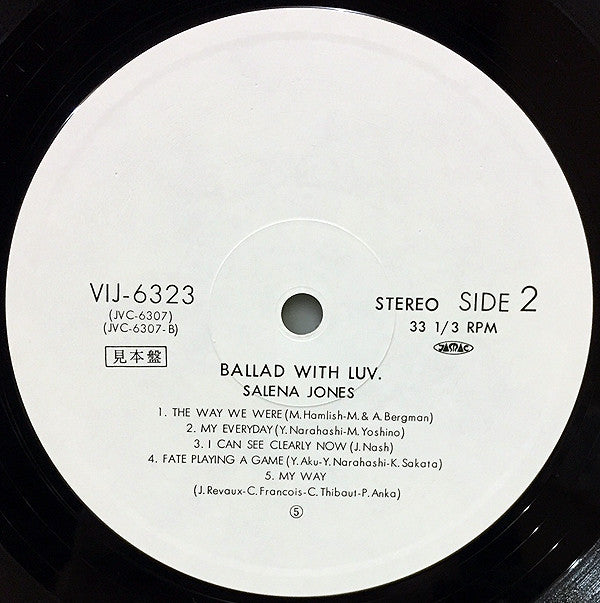 VIJ-6323
(JVC-6307)
(JVC-6307-B)
見本盤
STEREO SIDE 2
33 1/3 RPM
JASRAC
BALLAD WITH LUV.
SALENA JONES
1. THE WAY WE WERE (M. Hamlish-M. & A. Bergman)
2. MY EVERYDAY (Y. Narahashi-M. Yoshino)
3. I CAN SEE CLEARLY NOW (J. Nash)
4. FATE PLAYING A GAME (Y. Aku-Y. Narahashi-K. Sakata)
5. MY WAY
(J. Revaux-C. Francois-C. Thibaut-P. Anka)
⑤